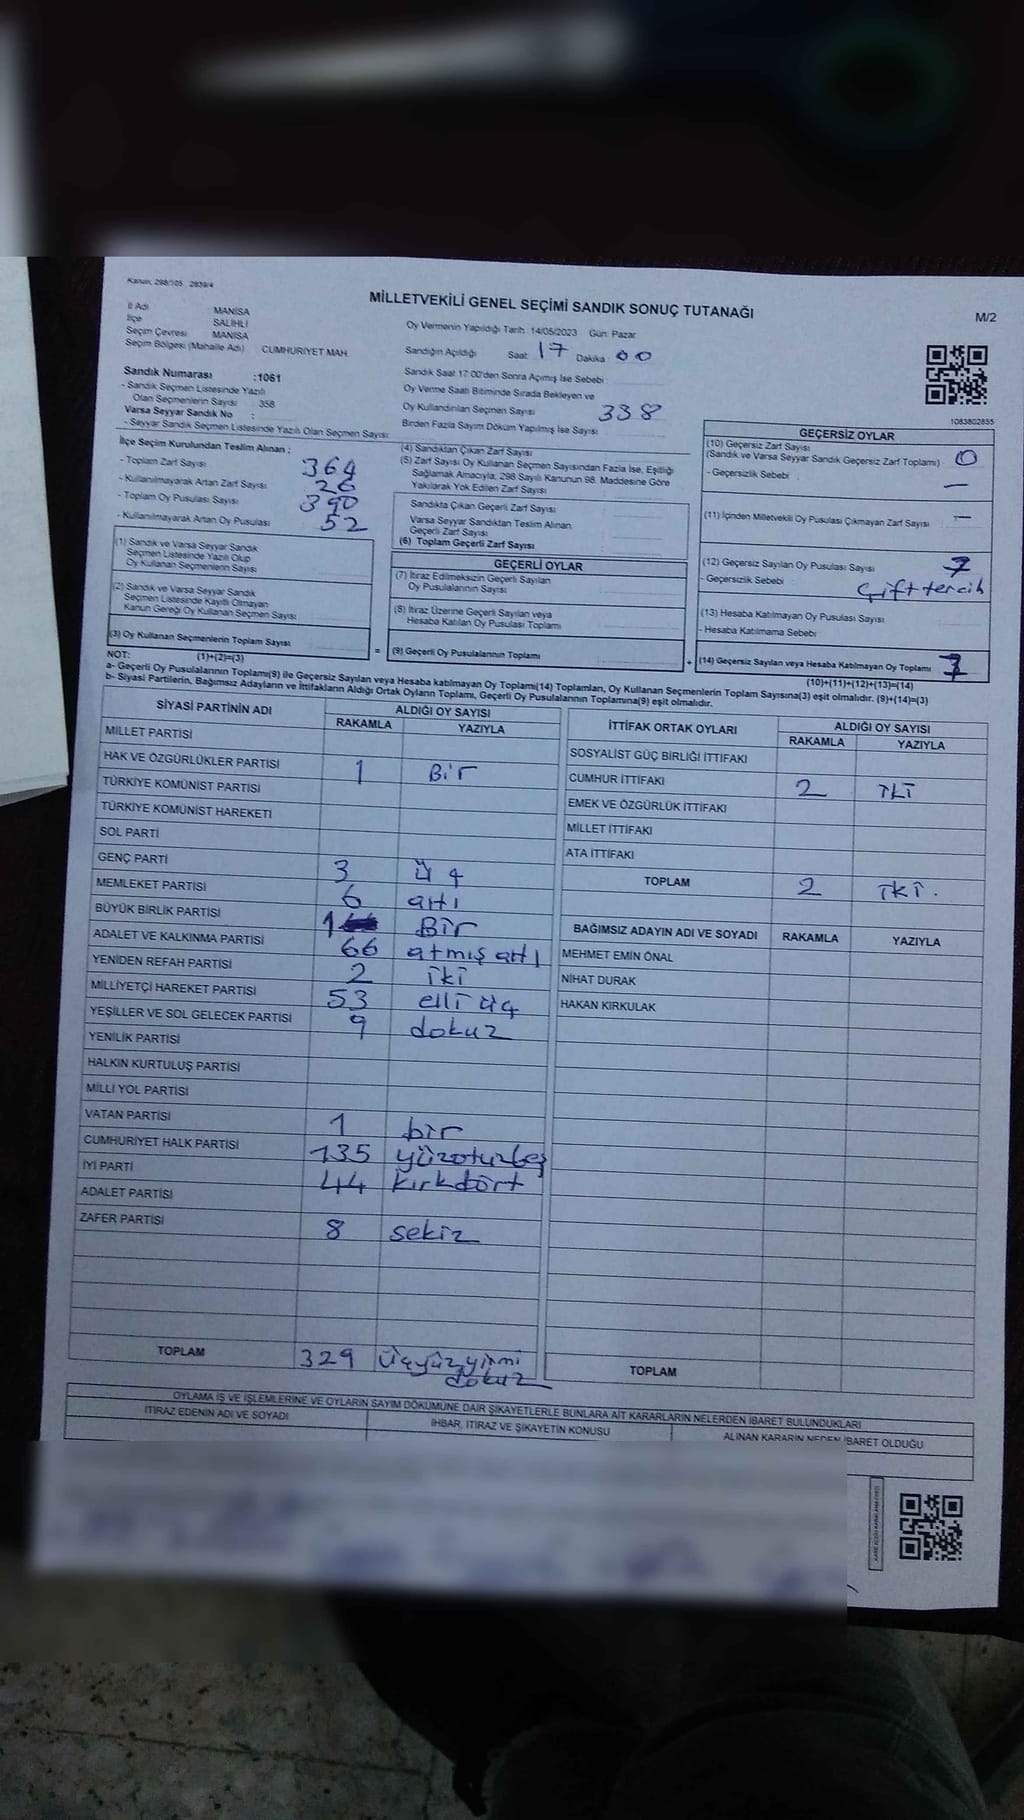 Kanun, 298/105 2839/4
MİLLETVEKİLİ GENEL SEÇİMİ SANDIK SONUÇ TUTANAĞI
M/2
İl Adı MANİSA
İlçe SALİHLİ
Seçim Çevresi MANİSA
Seçim Bölgesi (Mahalle Adı) CUMHURİYET MAH.
Oy Vermenin Yapıldığı Tarih: 14/05/2023 Gün: Pazar
Sandığın Açıldığı Saat: 17 Dakika: 00
Sandık Saat 17:00'den Sonra Açımış İse Sebebi:
Oy Verme Saati Bitiminde Sırada Bekleyen ve
Oy Kullandırılan Seçmen Sayısı 338
Birden Fazla Sayım Döküm Yapılmış İse Sayısı
Sandık Numarası :1061
- Sandık Seçmen Listesinde Yazılı
Olan Seçmenlerin Sayısı : 358
Varsa Seyyar Sandık No :
- Seyyar Sandık Seçmen Listesinde Yazılı Olan Seçmen Sayısı:
1083802855
İlçe Seçim Kurulundan Teslim Alınan ;
- Toplam Zarf Sayısı 364
- Kullanılmayarak Artan Zarf Sayısı 26
- Toplam Oy Pusulası Sayısı 390
- Kullanılmayarak Artan Oy Pusulası 52
(1) Sandık ve Varsa Seyyar Sandık
Seçmen Listesinde Yazılı Olup
Oy Kullanan Seçmenlerin Sayısı
(2) Sandık ve Varsa Seyyar Sandık
Seçmen Listesinde Kayıtlı Olmayan
Kanun Gereği Oy Kullanan Seçmen Sayısı
(3) Oy Kullanan Seçmenlerin Toplam Sayısı
(1)+(2)=(3)
(4) Sandıktan Çıkan Zarf Sayısı
(5) Zarf Sayısı Oy Kullanan Seçmen Sayısından Fazla İse, Eşitliği
Sağlamak Amacıyla, 298 Sayılı Kanunun 98. Maddesine Göre
Yakılarak Yok Edilen Zarf Sayısı
Sandıkta Çıkan Geçerli Zarf Sayısı
Varsa Seyyar Sandıktan Teslim Alınan
Geçerli Zarf Sayısı
(6) Toplam Geçerli Zarf Sayısı
GEÇERLİ OYLAR
(7) İtiraz Edilmeksizin Geçerli Sayılan
Oy Pusulasının Sayısı
(8) İtiraz Üzerine Geçerli Sayılan veya
Hesaba Katılan Oy Pusulası Toplamı
= (9) Geçerli Oy Pusulalarının Toplamı
GEÇERSİZ OYLAR
(10) Geçersiz Zarf Sayısı
(Sandık ve Varsa Seyyar Sandık Geçersiz Zarf Toplamı) : 0
- Geçersizlik Sebebi : —
(11) İçinden Milletvekili Oy Pusulası Çıkmayan Zarf Sayısı —
(12) Geçersiz Sayılan Oy Pusulası Sayısı 7
- Geçersizlik Sebebi Çift tercih
(13) Hesaba Katılmayan Oy Pusulası Sayısı
- Hesaba Katılmama Sebebi
+ (14) Geçersiz Sayılan veya Hesaba Katılmayan Oy Toplamı 7
(10)+(11)+(12)+(13)=(14)
NOT:
a- Geçerli Oy Pusulalarının Toplamı(9) ile Geçersiz Sayılan veya Hesaba Katılmayan Oy Toplamı(14) Toplamları, Oy Kullanan Seçmenlerin Toplam Sayısına(3) eşit olmalıdır. (9)+(14)=(3)
b- Siyasi Partilerin, Bağımsız Adayların ve İttifakların Aldığı Ortak Oyların Toplamı, Geçerli Oy Pusulalarının Toplamına(9) eşit olmalıdır.
SİYASİ PARTİNİN ADI ALDIĞI OY SAYISI
RAKAMLA YAZIYLA
MİLLET PARTİSİ
HAK VE ÖZGÜRLÜKLER PARTİSİ
TÜRKİYE KOMÜNİST PARTİSİ 1 Bir
TÜRKİYE KOMÜNİST HAREKETİ
SOL PARTİ
GENÇ PARTİ 3 üç
MEMLEKET PARTİSİ 6 altı
BÜYÜK BİRLİK PARTİSİ 1 Bir
ADALET VE KALKINMA PARTİSİ 66 atmış altı
YENİDEN REFAH PARTİSİ 2 iki
MİLLİYETÇİ HAREKET PARTİSİ 53 elli üç
YEŞİLLER VE SOL GELECEK PARTİSİ 9 dokuz
YENİLİK PARTİSİ
HALKIN KURTULUŞ PARTİSİ
MİLLİ YOL PARTİSİ
VATAN PARTİSİ 1 bir
CUMHURİYET HALK PARTİSİ 135 yüzotuzbeş
İYİ PARTİ 44 kırkdört
ADALET PARTİSİ
ZAFER PARTİSİ 8 sekiz
TOPLAM 329 Üçyüzyirmi
dokuz
İTTİFAK ORTAK OYLARI ALDIĞI OY SAYISI
RAKAMLA YAZIYLA
SOSYALİST GÜÇ BİRLİĞİ İTTİFAKI
CUMHUR İTTİFAKI 2 iki
EMEK VE ÖZGÜRLÜK İTTİFAKI
MİLLET İTTİFAKI
ATA İTTİFAKI
TOPLAM 2 iki.
BAĞIMSIZ ADAYIN ADI VE SOYADI RAKAMLA YAZIYLA
MEHMET EMİN ÖNAL
NİHAT DURAK
HAKAN KIRKULAK
TOPLAM
OYLAMA İŞ VE İŞLEMLERİNE VE OYLARIN SAYIM DÖKÜMÜNE DAİR ŞİKAYETLERLE BUNLARA AİT KARARLARIN NELERDEN İBARET BULUNDUKLARI
İTİRAZ EDENİN ADI VE SOYADI İHBAR, İTİRAZ VE ŞİKAYETİN KONUSU ALINAN KARARIN NEDEN İBARET OLDUĞU